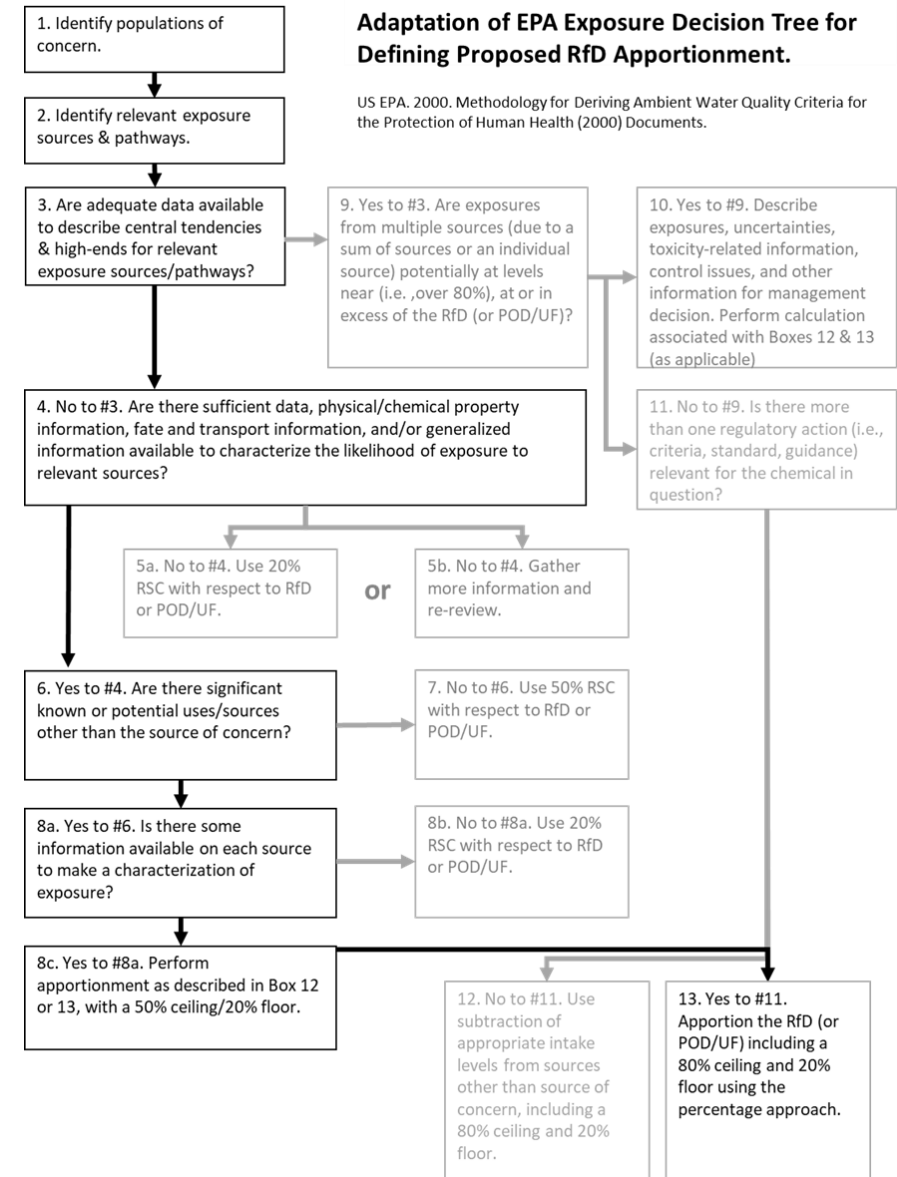 Adaptation of EPA Exposure Decision Tree for
Defining Proposed RfD Apportionment.
US EPA. 2000. Methodology for Deriving Ambient Water Quality Criteria for
the Protection of Human Health (2000) Documents.
1. Identify populations of
concern.
2. Identify relevant exposure
sources & pathways.
3. Are adequate data available
to describe central tendencies
& high-ends for relevant
exposure sources/pathways?
9. Yes to #3. Are exposures
from multiple sources (due to a
sum of sources or an individual
source) potentially at levels
near (i.e. ,over 80%), at or in
excess of the RfD (or POD/UF)?
10. Yes to #9. Describe
exposures, uncertainties,
toxicity-related information,
control issues, and other
information for management
decision. Perform calculation
associated with Boxes 12 & 13
(as applicable)
4. No to #3. Are there sufficient data, physical/chemical property
information, fate and transport information, and/or generalized
information available to characterize the likelihood of exposure to
relevant sources?
11. No to #9. Is there more
than one regulatory action (i.e.,
criteria, standard, guidance)
relevant for the chemical in
question?
5a. No to #4. Use 20%
RSC with respect to RfD
or POD/UF.
or
5b. No to #4. Gather
more information and
re-review.
6. Yes to #4. Are there significant
known or potential uses/sources
other than the source of concern?
7. No to #6. Use 50% RSC
with respect to RfD or
POD/UF.
8a. Yes to #6. Is there some
information available on each source
to make a characterization of
exposure?
8b. No to #8a. Use 20%
RSC with respect to RfD
or POD/UF.
8c. Yes to #8a. Perform
apportionment as described in Box 12
or 13, with a 50% ceiling/20% floor.
12. No to #11. Use
subtraction of
appropriate intake
levels from sources
other than source of
concern, including a
80% ceiling and 20%
floor.
13. Yes to #11.
Apportion the RfD (or
POD/UF) including a
80% ceiling and 20%
floor using the
percentage approach.